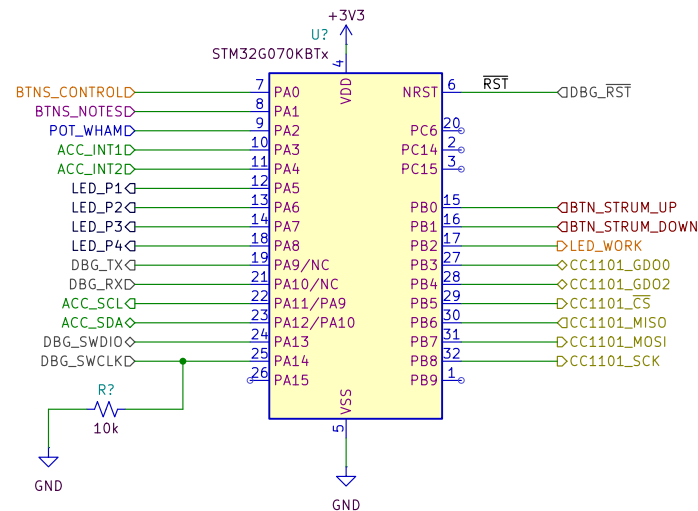 +3V3
U?
STM32G070KBTx
4
VDD
BTNS_CONTROL 7 PA0 NRST 6 RST DBG_RST
BTNS_NOTES 8 PA1
POT_WHAM 9 PA2 PC6 20
ACC_INT1 10 PA3 PC14 2
ACC_INT2 11 PA4 PC15 3
LED_P1 12 PA5
LED_P2 13 PA6 PB0 15 BTN_STRUM_UP
LED_P3 14 PA7 PB1 16 BTN_STRUM_DOWN
LED_P4 18 PA8 PB2 17 LED_WORK
DBG_TX 19 PA9/NC PB3 27 CC1101_GDO0
DBG_RX 21 PA10/NC PB4 28 CC1101_GDO2
ACC_SCL 22 PA11/PA9 PB5 29 CC1101_CS
ACC_SDA 23 PA12/PA10 PB6 30 CC1101_MISO
DBG_SWDIO 24 PA13 PB7 31 CC1101_MOSI
DBG_SWCLK 25 PA14 PB8 32 CC1101_SCK
26 PA15 PB9 1
R?
10k
VSS
5
GND
GND